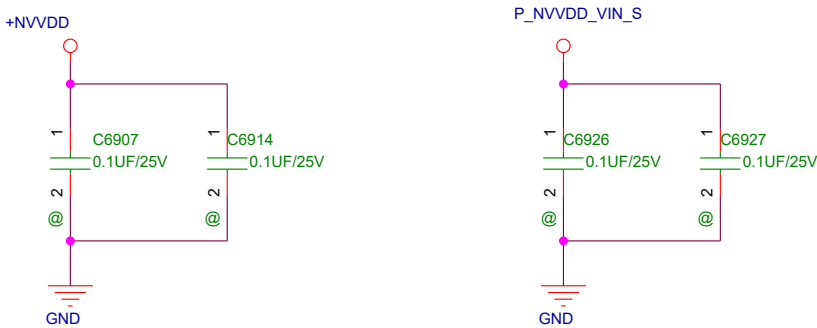 +NVVDD
P_NVVDD_VIN_S
1
C6907
0.1UF/25V
2
@
1
C6914
0.1UF/25V
2
@
GND
1
C6926
0.1UF/25V
2
@
1
C6927
0.1UF/25V
2
@
GND